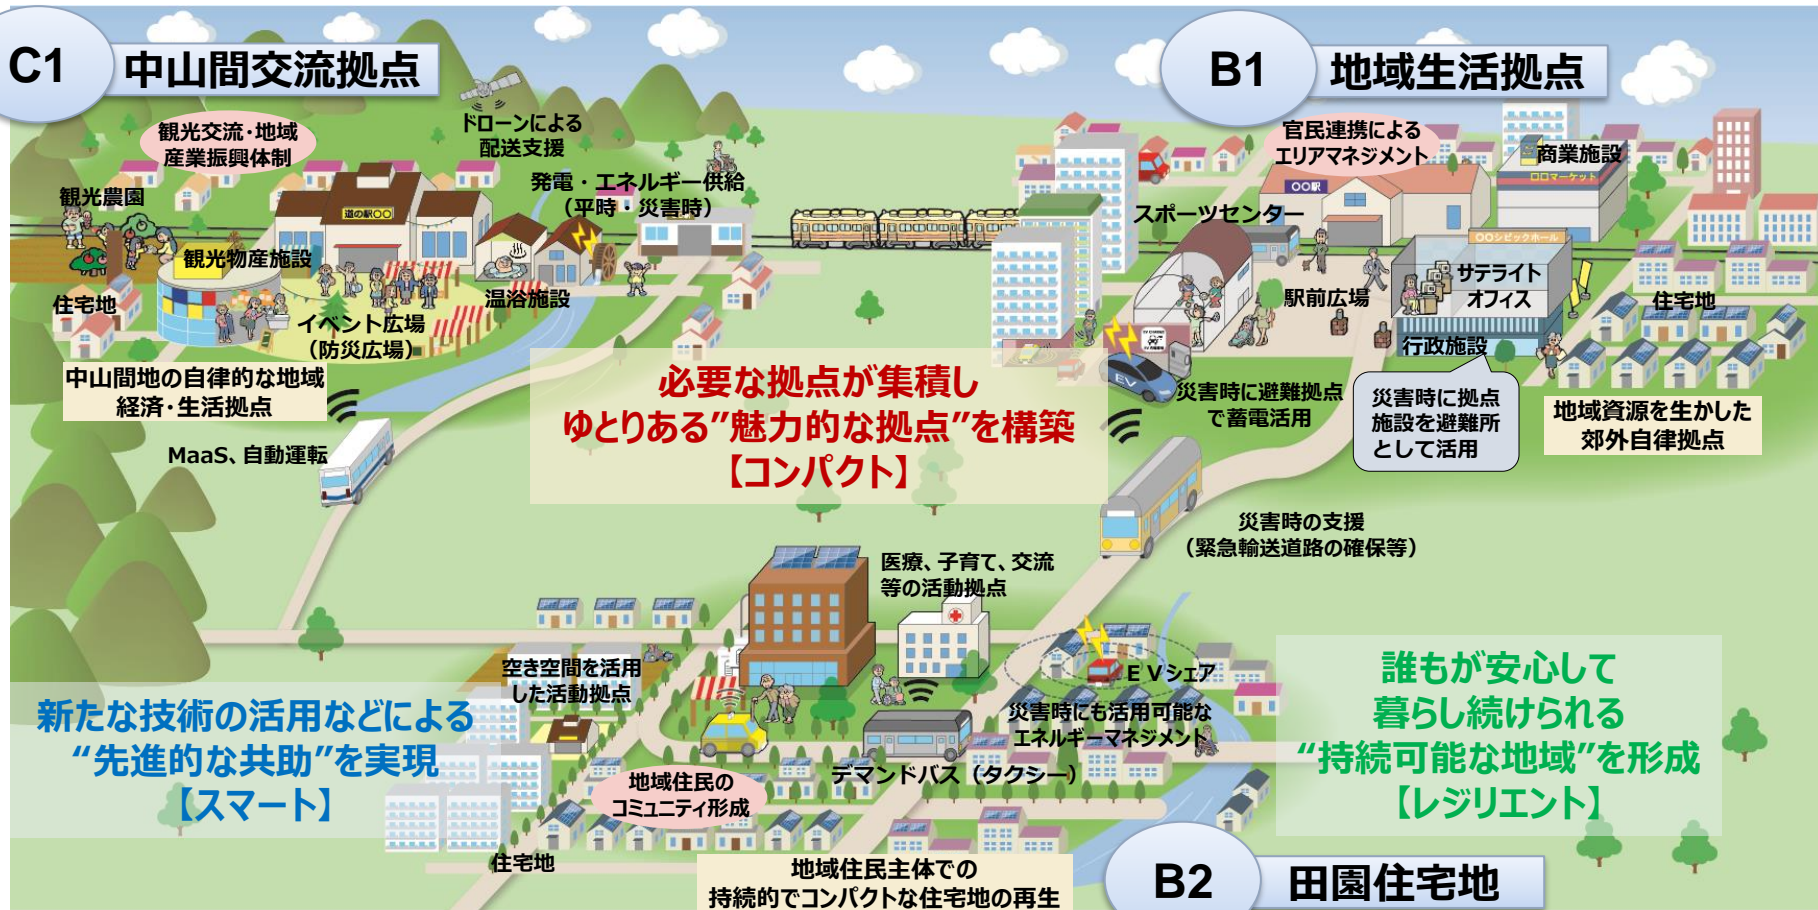 C1
中山間交流拠点
観光交流・地域
産業振興体制
ドローンによる
配送支援
発電・エネルギー供給
（平時・災害時）
観光農園
道の駅〇〇
観光物産施設
住宅地
イベント広場
（防災広場）
温浴施設
中山間地の自律的な地域
経済・生活拠点
MaaS、自動運転
B1
地域生活拠点
官民連携による
エリアマネジメント
商業施設
ロロマーケット
〇〇駅
スポーツセンター
〇〇シビックホール
サテライト
オフィス
駅前広場
住宅地
行政施設
EV
災害時に避難拠点
で蓄電活用
災害時に拠点
施設を避難所
として活用
地域資源を生かした
郊外自律拠点
必要な拠点が集積し
ゆとりある”魅力的な拠点”を構築
【コンパクト】
災害時の支援
（緊急輸送道路の確保等）
医療、子育て、交流
等の活動拠点
空き空間を活用
した活動拠点
ＥＶシェア
災害時にも活用可能な
エネルギーマネジメント
デマンドバス（タクシー）
新たな技術の活用などによる
“先進的な共助”を実現
【スマート】
誰もが安心して
暮らし続けられる
“持続可能な地域”を形成
【レジリエント】
地域住民の
コミュニティ形成
住宅地
地域住民主体での
持続的でコンパクトな住宅地の再生
B2
田園住宅地